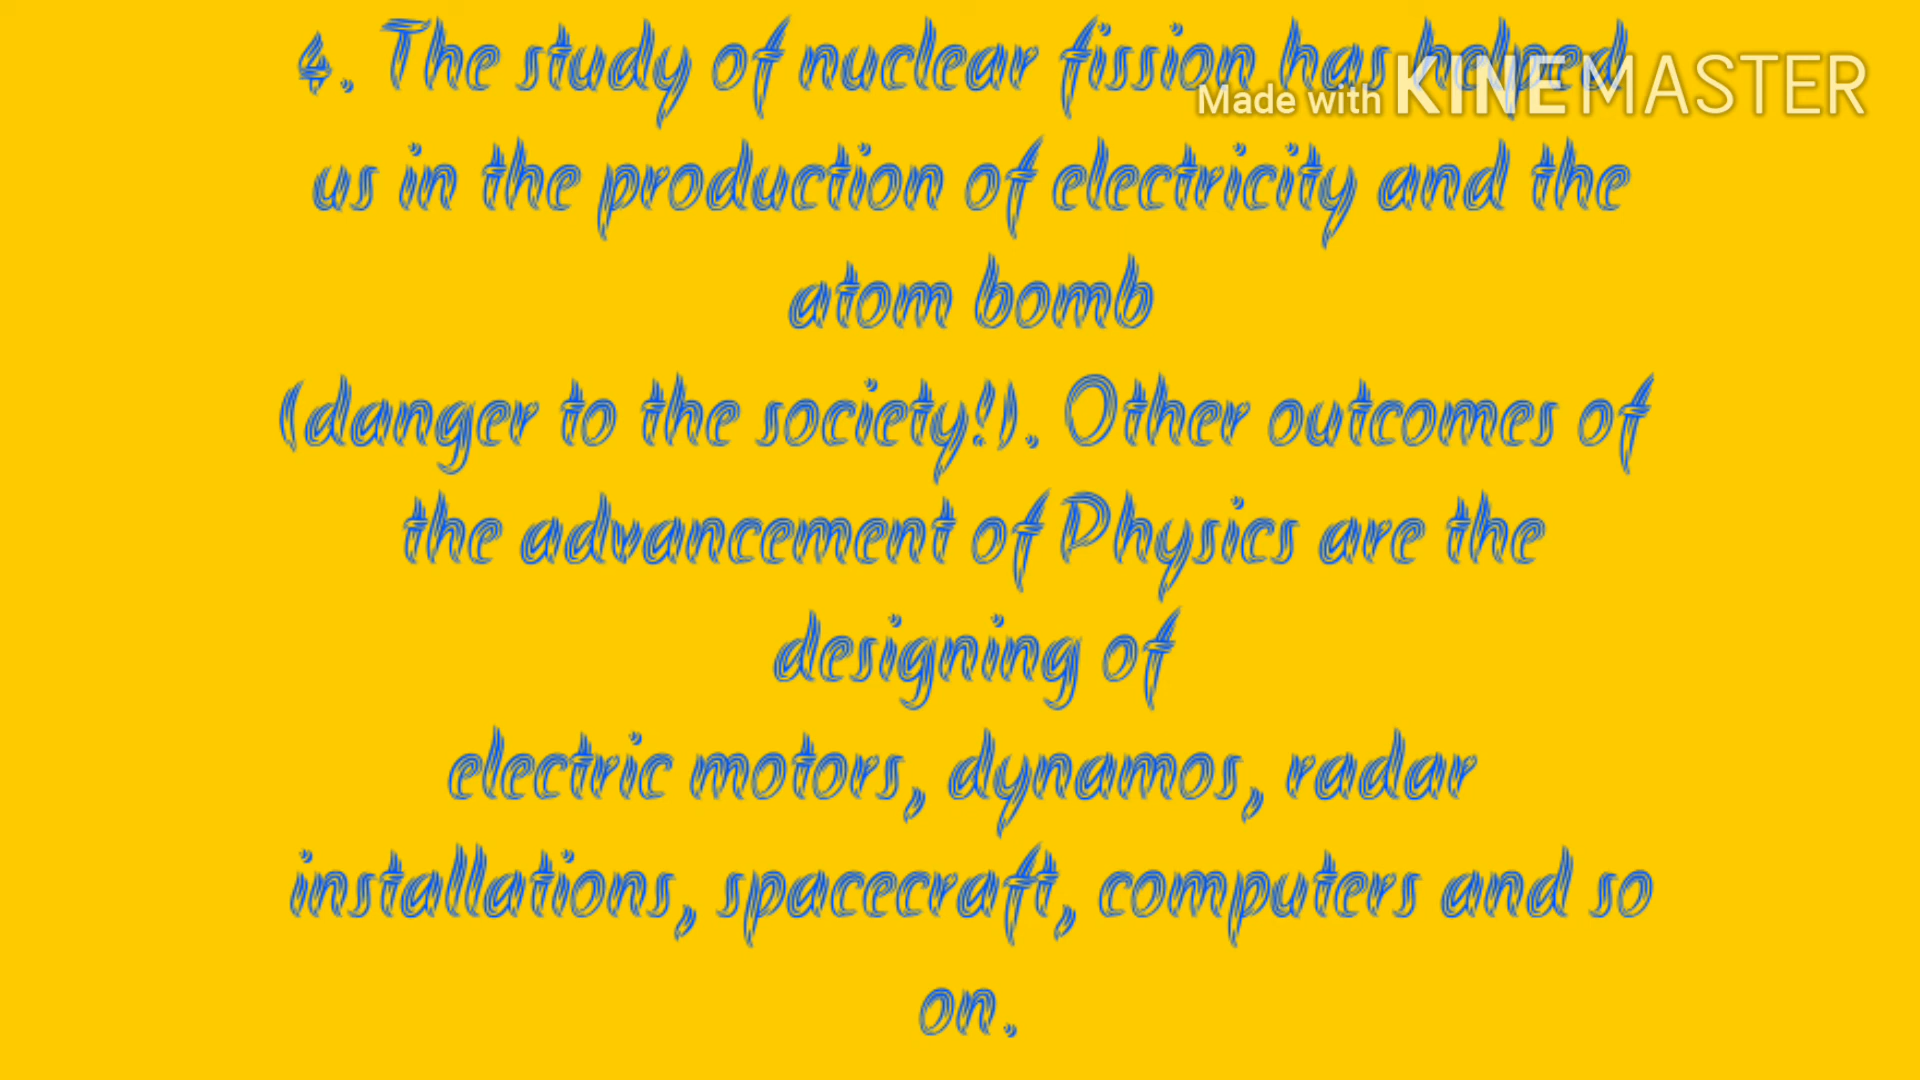 4. The study of nuclear fission has helped
Made with KINEMASTER
us in the production of electricity and the
atom bomb
(danger to the society!). Other outcomes of
the advancement of Physics are the
designing of
electric motors, dynamos, radar
installations, spacecraft, computers and so
on.